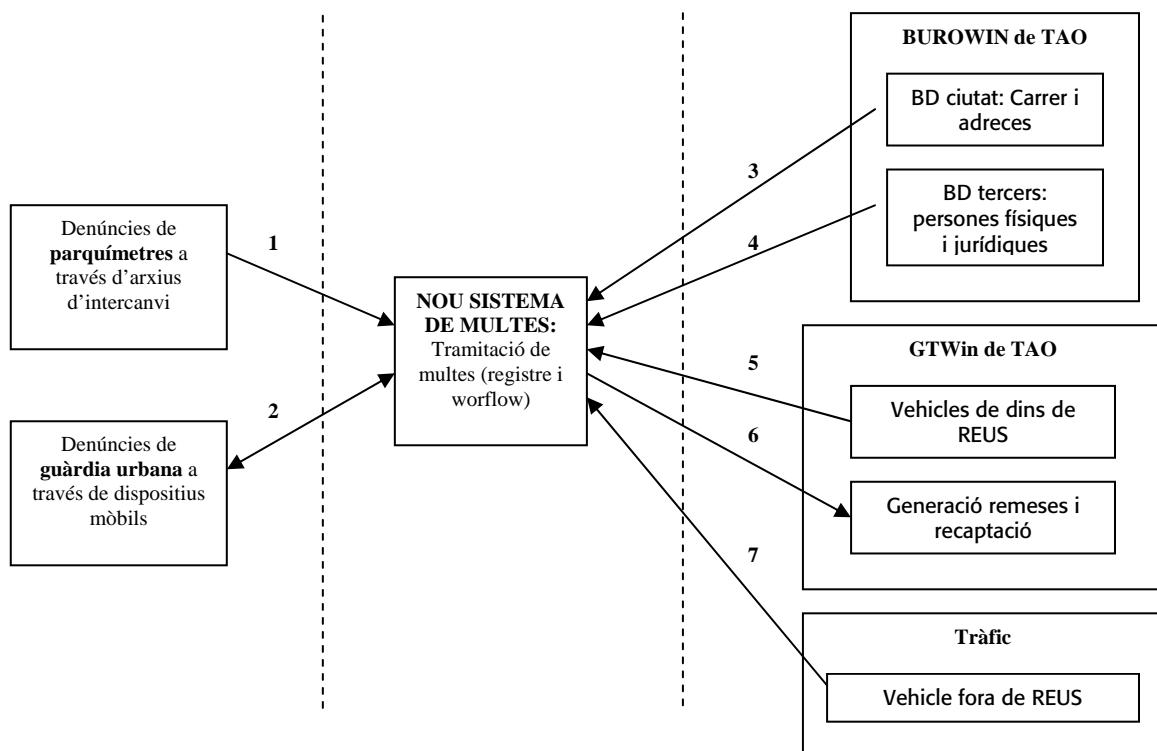 BUROWIN de TAO
BD ciutat: Carrer i
adreces
BD tercers:
persones físiques
i jurídiques
3
4
Denúncies de
parquímetres a
través d’arxius
d’intercanvi
1
NOU SISTEMA
DE MULTES:
Tramitació de
multes (registre i
worflow)
Denúncies de
guàrdia urbana a
través de dispositius
mòbils
2
GTWin de TAO
5
Vehicles de dins de
REUS
6
Generació remeses i
recaptació
7
Tràfic
Vehicle fora de REUS